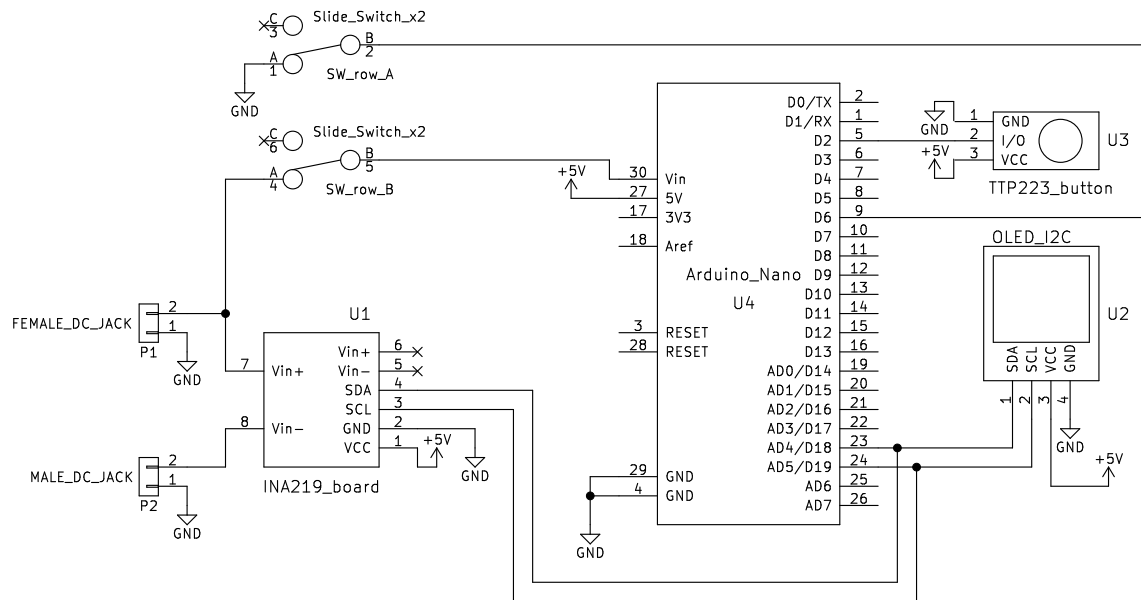 C
3
Slide_Switch_x2
A
1
B
2
SW_row_A
GND
C
6
Slide_Switch_x2
A
4
B
5
SW_row_B
FEMALE_DC_JACK
2
1
P1
GND
MALE_DC_JACK
2
1
P2
GND
U1
7
Vin+
8
Vin-
Vin+
6
Vin-
5
SDA
4
SCL
3
GND
2
VCC
1
+5V
GND
INA219_board
+5V
30
Vin
27
5V
17
3V3
18
Aref
3
RESET
28
RESET
29
GND
4
GND
GND
Arduino_Nano
U4
D0/TX
2
D1/RX
1
D2
5
D3
6
D4
7
D5
8
D6
9
D7
10
D8
11
D9
12
D10
13
D11
14
D12
15
D13
16
AD0/D14
19
AD1/D15
20
AD2/D16
21
AD3/D17
22
AD4/D18
23
AD5/D19
24
AD6
25
AD7
26
GND
+5V
1
GND
2
I/O
3
VCC
U3
TTP223_button
OLED_I2C
U2
SDA
SCL
VCC
GND
1
2
3
4
GND
+5V